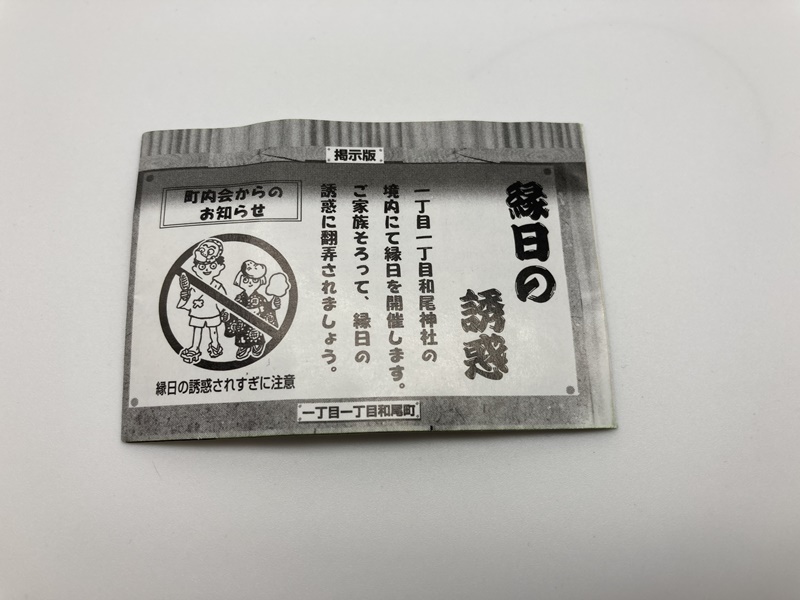 掲示版
縁日の
誘惑
一丁目一丁目和尾神社の
境内にて縁日を開催します。
ご家族そろって、縁日の
誘惑に翻弄されましょう。
町内会からの
お知らせ
縁日の誘惑されすぎに注意
一丁目一丁目和尾町